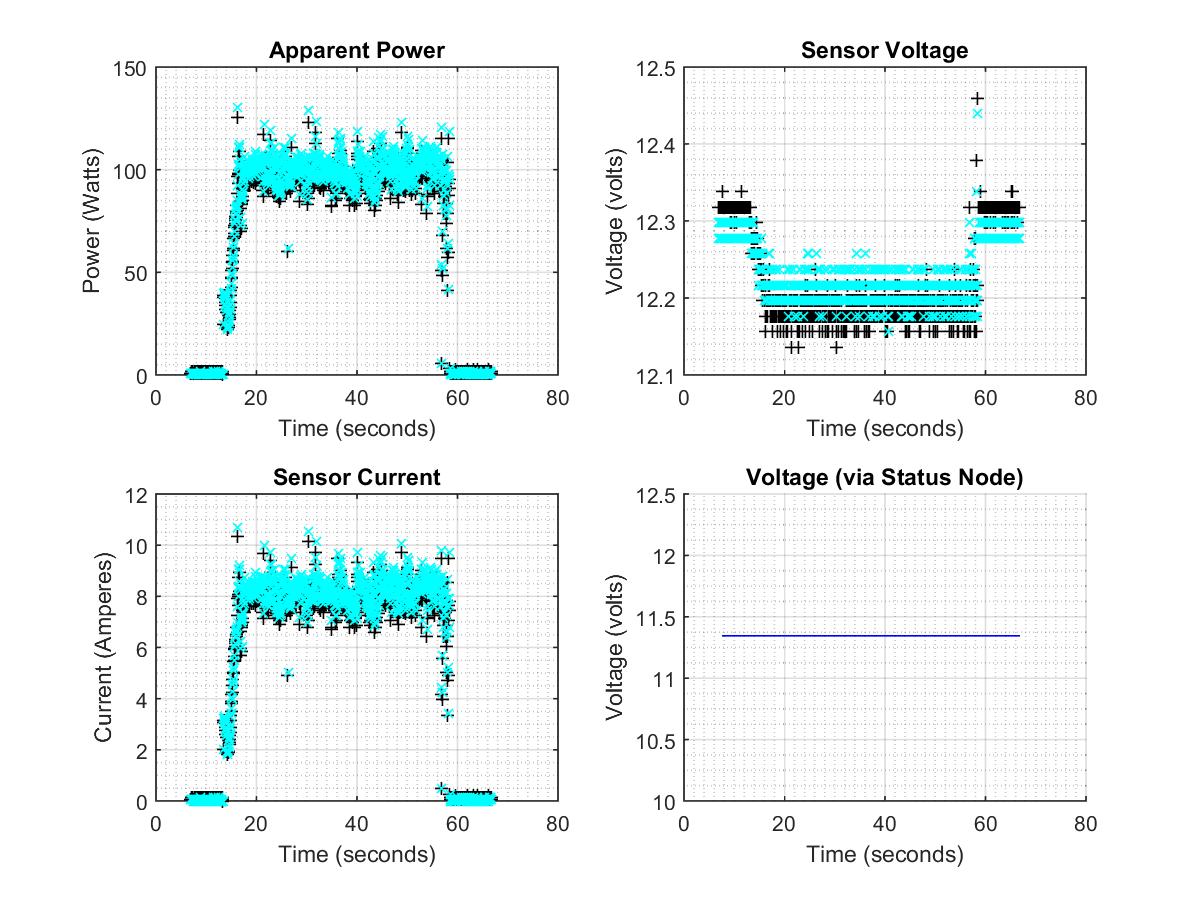 Apparent Power
150
100
50
0
0 20 40 60 80
Power (Watts)
Time (seconds)
Sensor Voltage
12.5
12.4
12.3
12.2
12.1
0 20 40 60 80
Voltage (volts)
Time (seconds)
Sensor Current
12
10
8
6
4
2
0
0 20 40 60 80
Current (Amperes)
Time (seconds)
Voltage (via Status Node)
12.5
12
11.5
11
10.5
10
0 20 40 60 80
Voltage (volts)
Time (seconds)